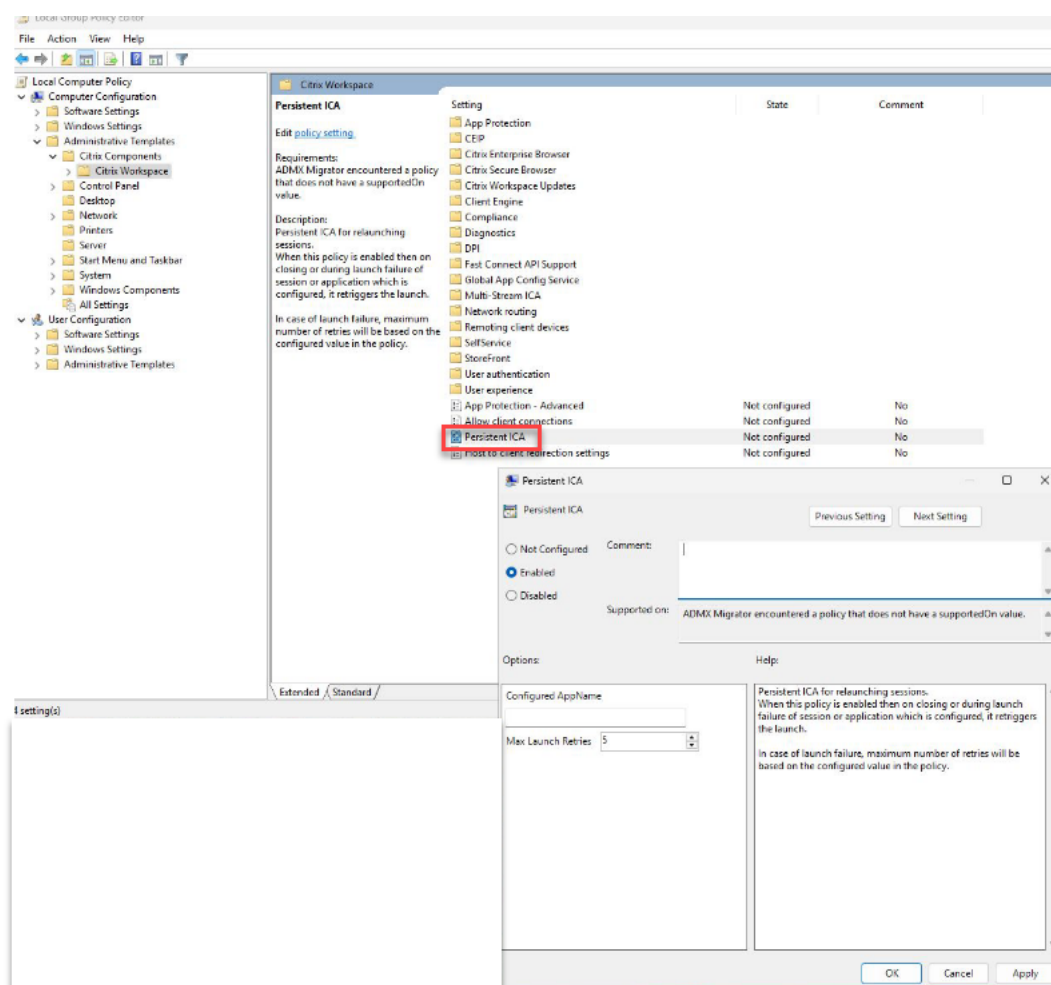 Local Group Policy Editor
File Action View Help
Local Computer Policy
Computer Configuration
Software Settings
Windows Settings
Administrative Templates
Citrix Components
Citrix Workspace
Control Panel
Desktop
Network
Printers
Server
Start Menu and Taskbar
System
Windows Components
All Settings
User Configuration
Software Settings
Windows Settings
Administrative Templates
Citrix Workspace
Persistent ICA
Edit policy setting
Requirements:
ADMX Migrator encountered a policy
that does not have a supportedOn
value.
Description:
Persistent ICA for relaunching
sessions.
When this policy is enabled then on
closing or during launch failure of
session or application which is
configured, it retriggers the launch.
In case of launch failure, maximum
number of retries will be based on the
configured value in the policy.
Setting State Comment
App Protection
CEIP
Citrix Enterprise Browser
Citrix Secure Browser
Citrix Workspace Updates
Client Engine
Compliance
Diagnostics
DPI
Fast Connect API Support
Global App Config Service
Multi-Stream ICA
Network routing
Remoting client devices
SelfService
StoreFront
User authentication
User experience
App Protection - Advanced Not configured No
Allow client connections Not configured No
Persistent ICA Not configured No
Host to client redirection settings Not configured No
Extended Standard
4 setting(s)
Persistent ICA
Persistent ICA
Previous Setting Next Setting
Not Configured Comment:
Enabled
Disabled
Supported on: ADMX Migrator encountered a policy that does not have a supportedOn value.
Options: Help:
Configured AppName
Max Launch Retries 5
Persistent ICA for relaunching sessions.
When this policy is enabled then on closing or during launch
failure of session or application which is configured, it retriggers
the launch.
In case of launch failure, maximum number of retries will be
based on the configured value in the policy.
OK Cancel Apply